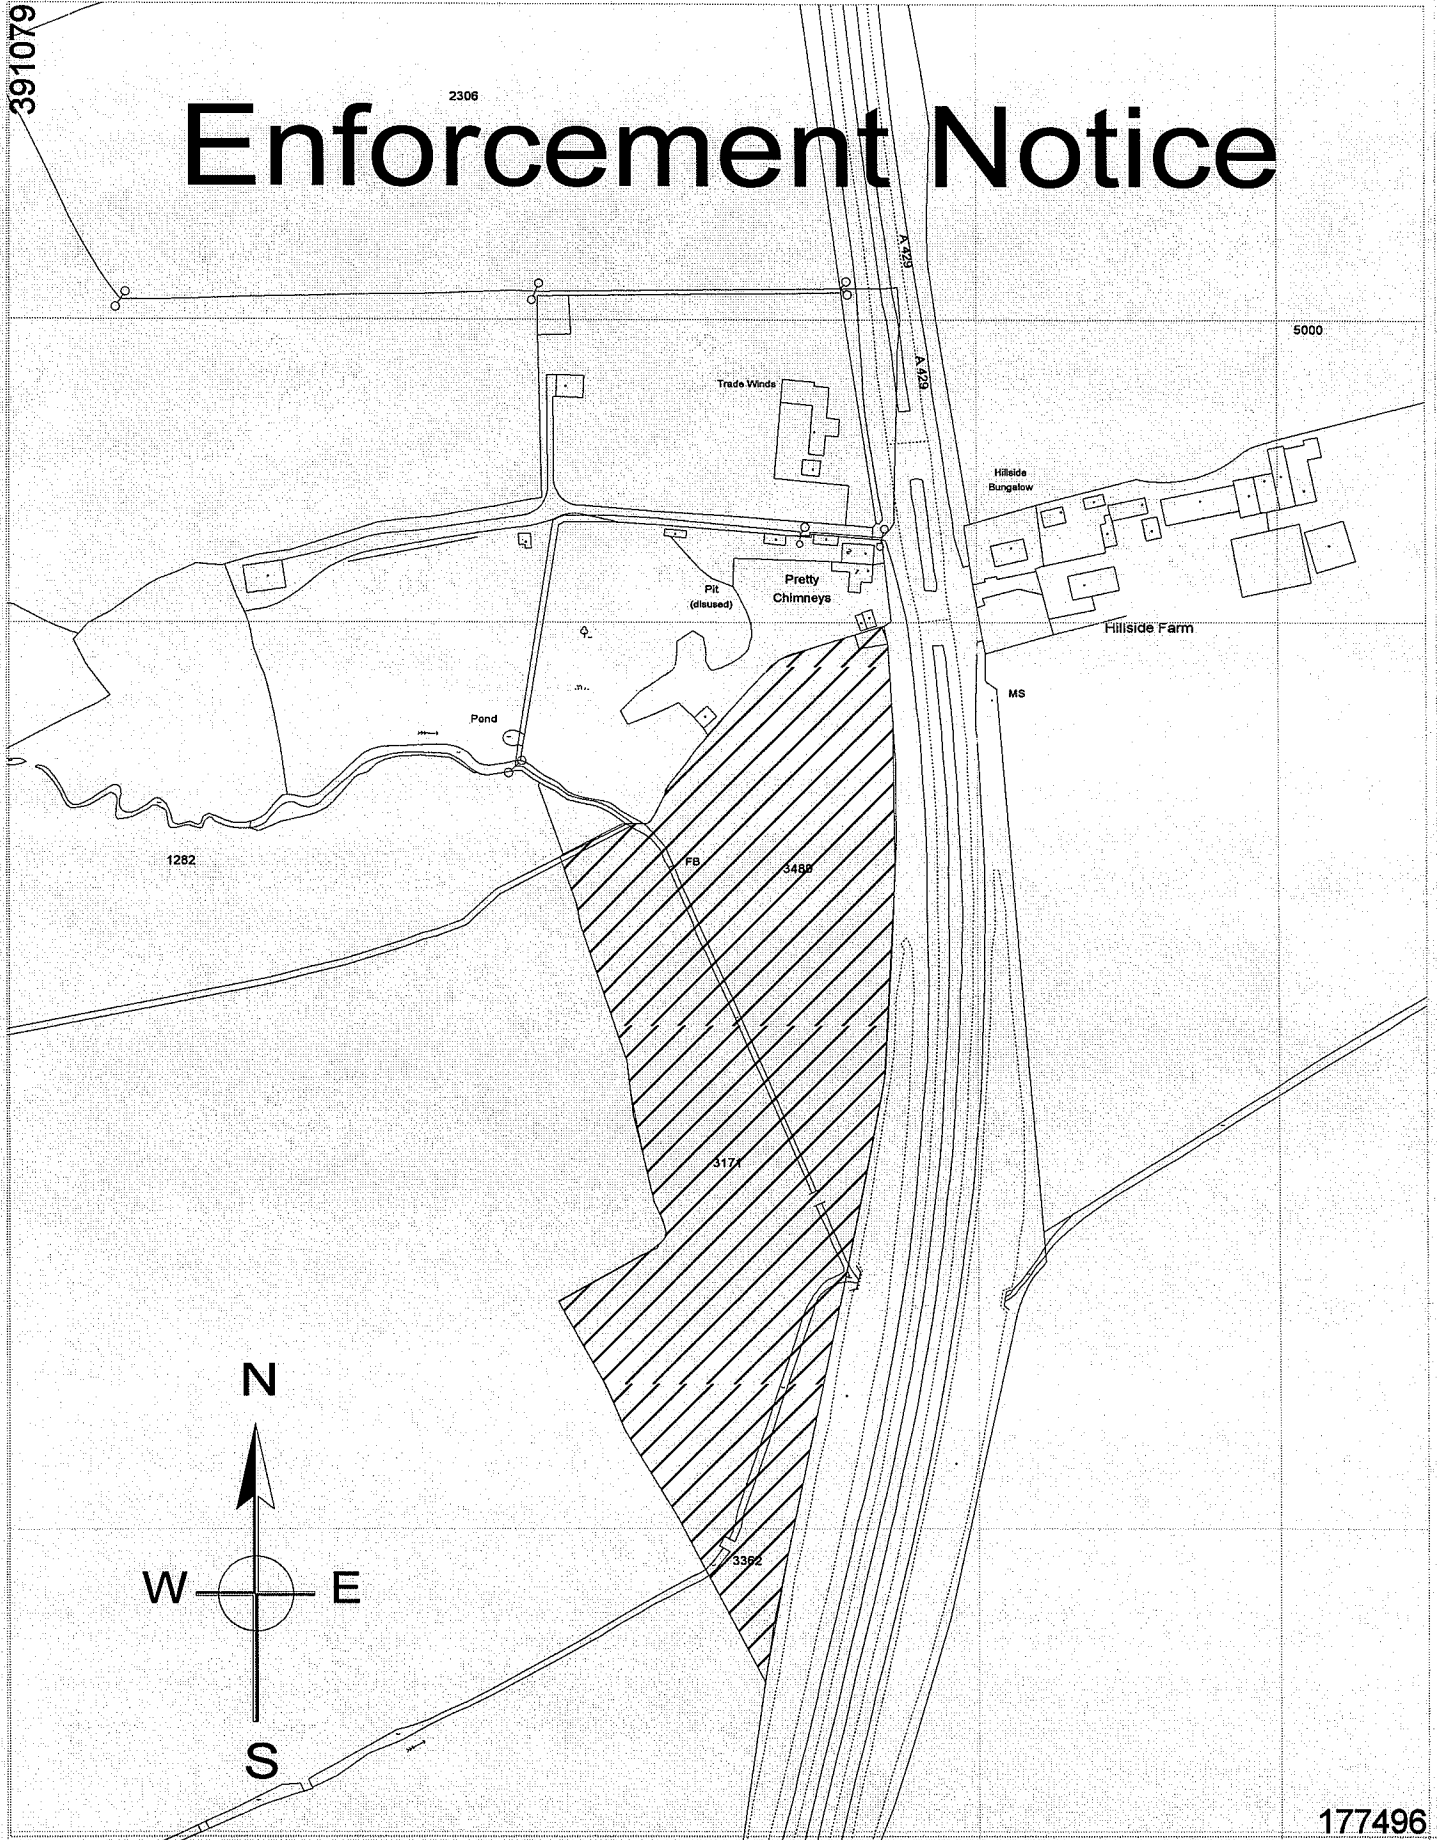 391079
2306
Enforcement Notice
A 429
5000
A 429
Trade Winds
Hillside
Bungalow
Pretty
Chimneys
Pit
(disused)
Hillside Farm
MS
Pond
1282
FB
3480
3171
N
W
E
3362
S
177496